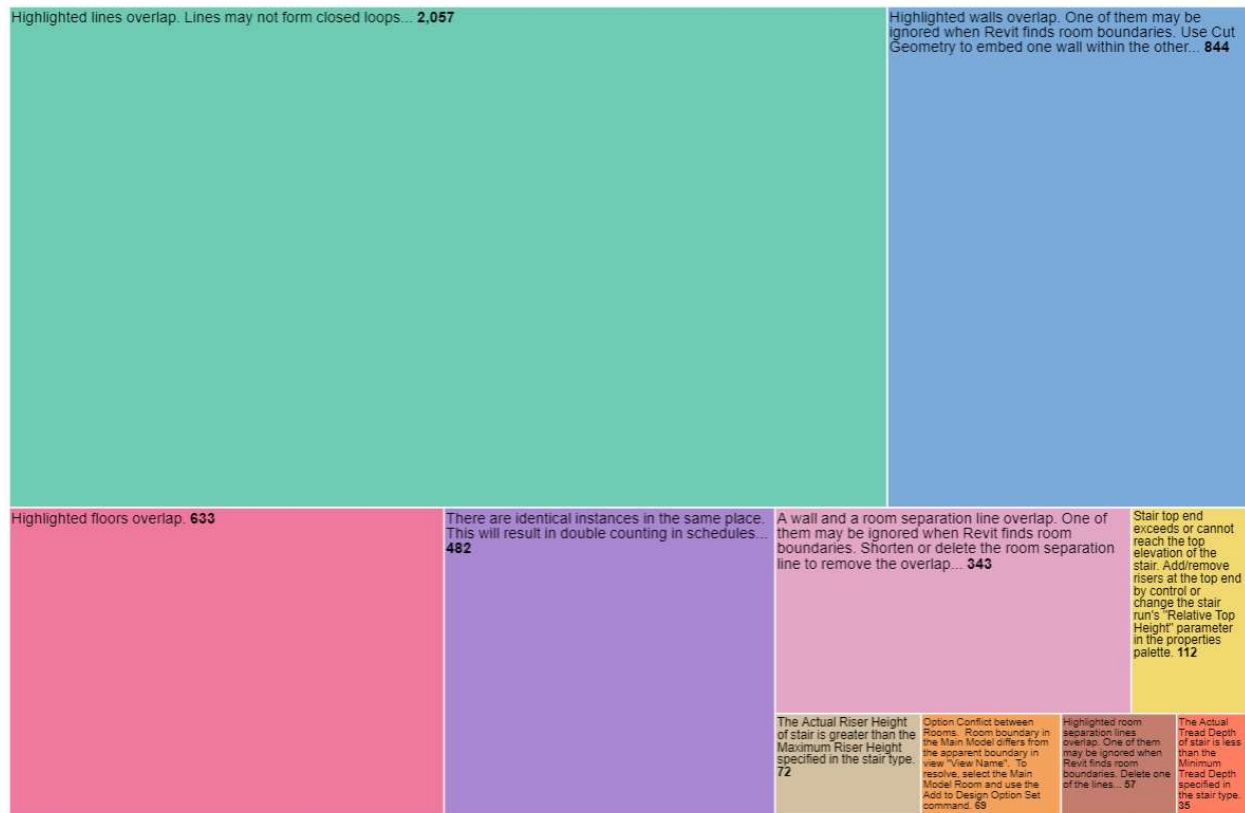 Highlighted lines overlap. Lines may not form closed loops... 2,057
Highlighted walls overlap. One of them may be
ignored when Revit finds room boundaries. Use Cut
Geometry to embed one wall within the other... 844
Highlighted floors overlap. 633
There are identical instances in the same place.
This will result in double counting in schedules...
482
A wall and a room separation line overlap. One of
them may be ignored when Revit finds room
boundaries. Shorten or delete the room separation
line to remove the overlap... 343
Stair top end
exceeds or cannot
reach the top
elevation of the
stair. Add/remove
risers at the top end
by control or
change the stair
run's "Relative Top
Height" parameter
in the properties
palette. 112
The Actual Riser Height
of stair is greater than the
Maximum Riser Height
specified in the stair type.
72
Option Conflict between
Rooms.  Room boundary in
the Main Model differs from
the apparent boundary in
view "View Name".  To
resolve, select the Main
Model Room and use the
Add to Design Option Set
command. 69
Highlighted room
separation lines
overlap. One of them
may be ignored when
Revit finds room
boundaries. Delete one
of the lines... 57
The Actual
Tread Depth
of stair is less
than the
Minimum
Tread Depth
specified in
the stair type.
35